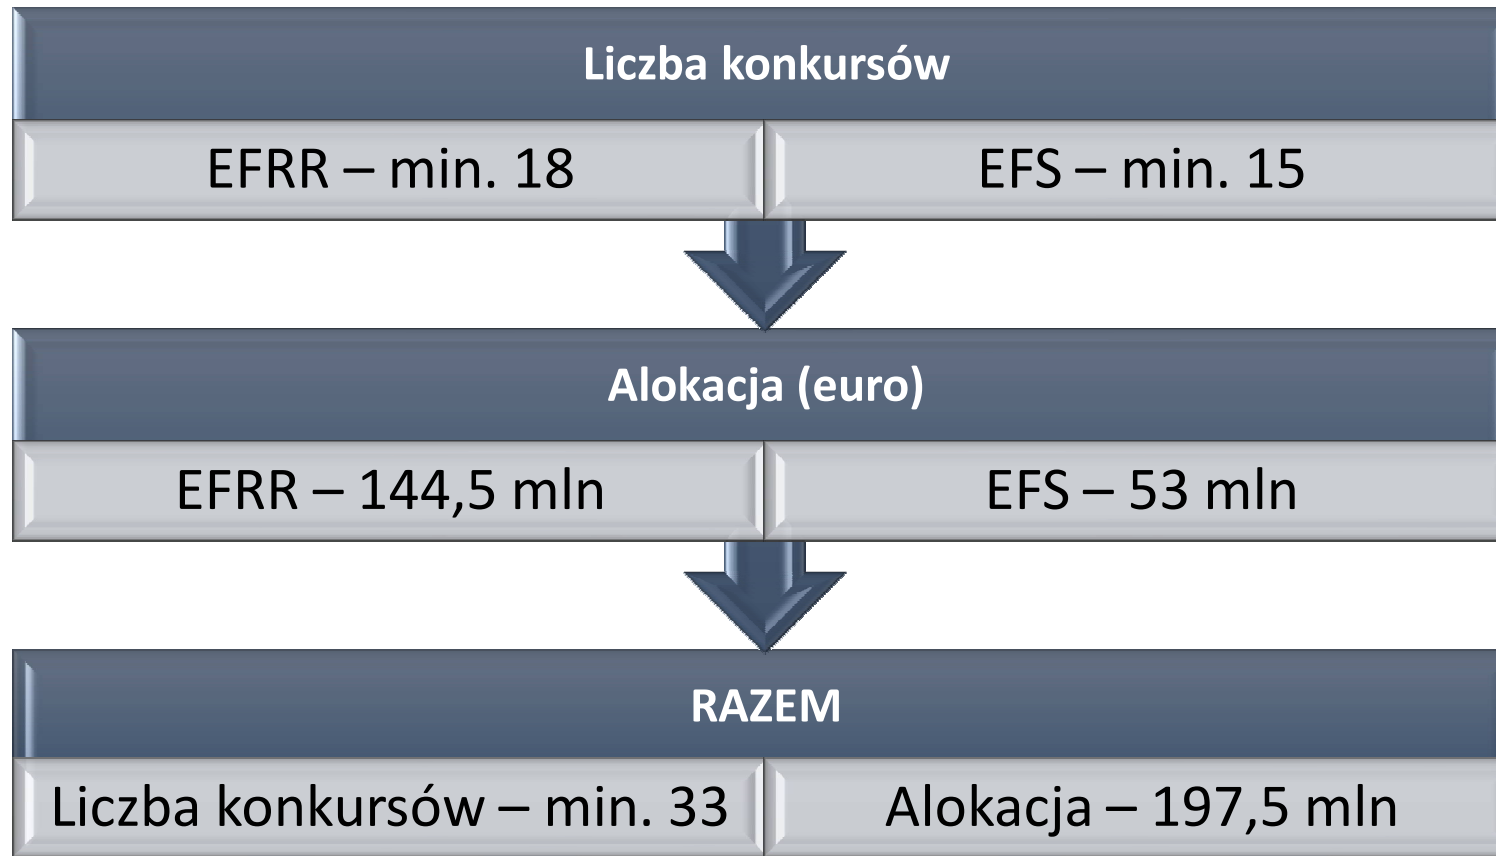 Liczba konkursów
EFRR – min. 18
EFS – min. 15
Alokacja (euro)
EFRR – 144,5 mln
EFS – 53 mln
RAZEM
Liczba konkursów – min. 33
Alokacja – 197,5 mln